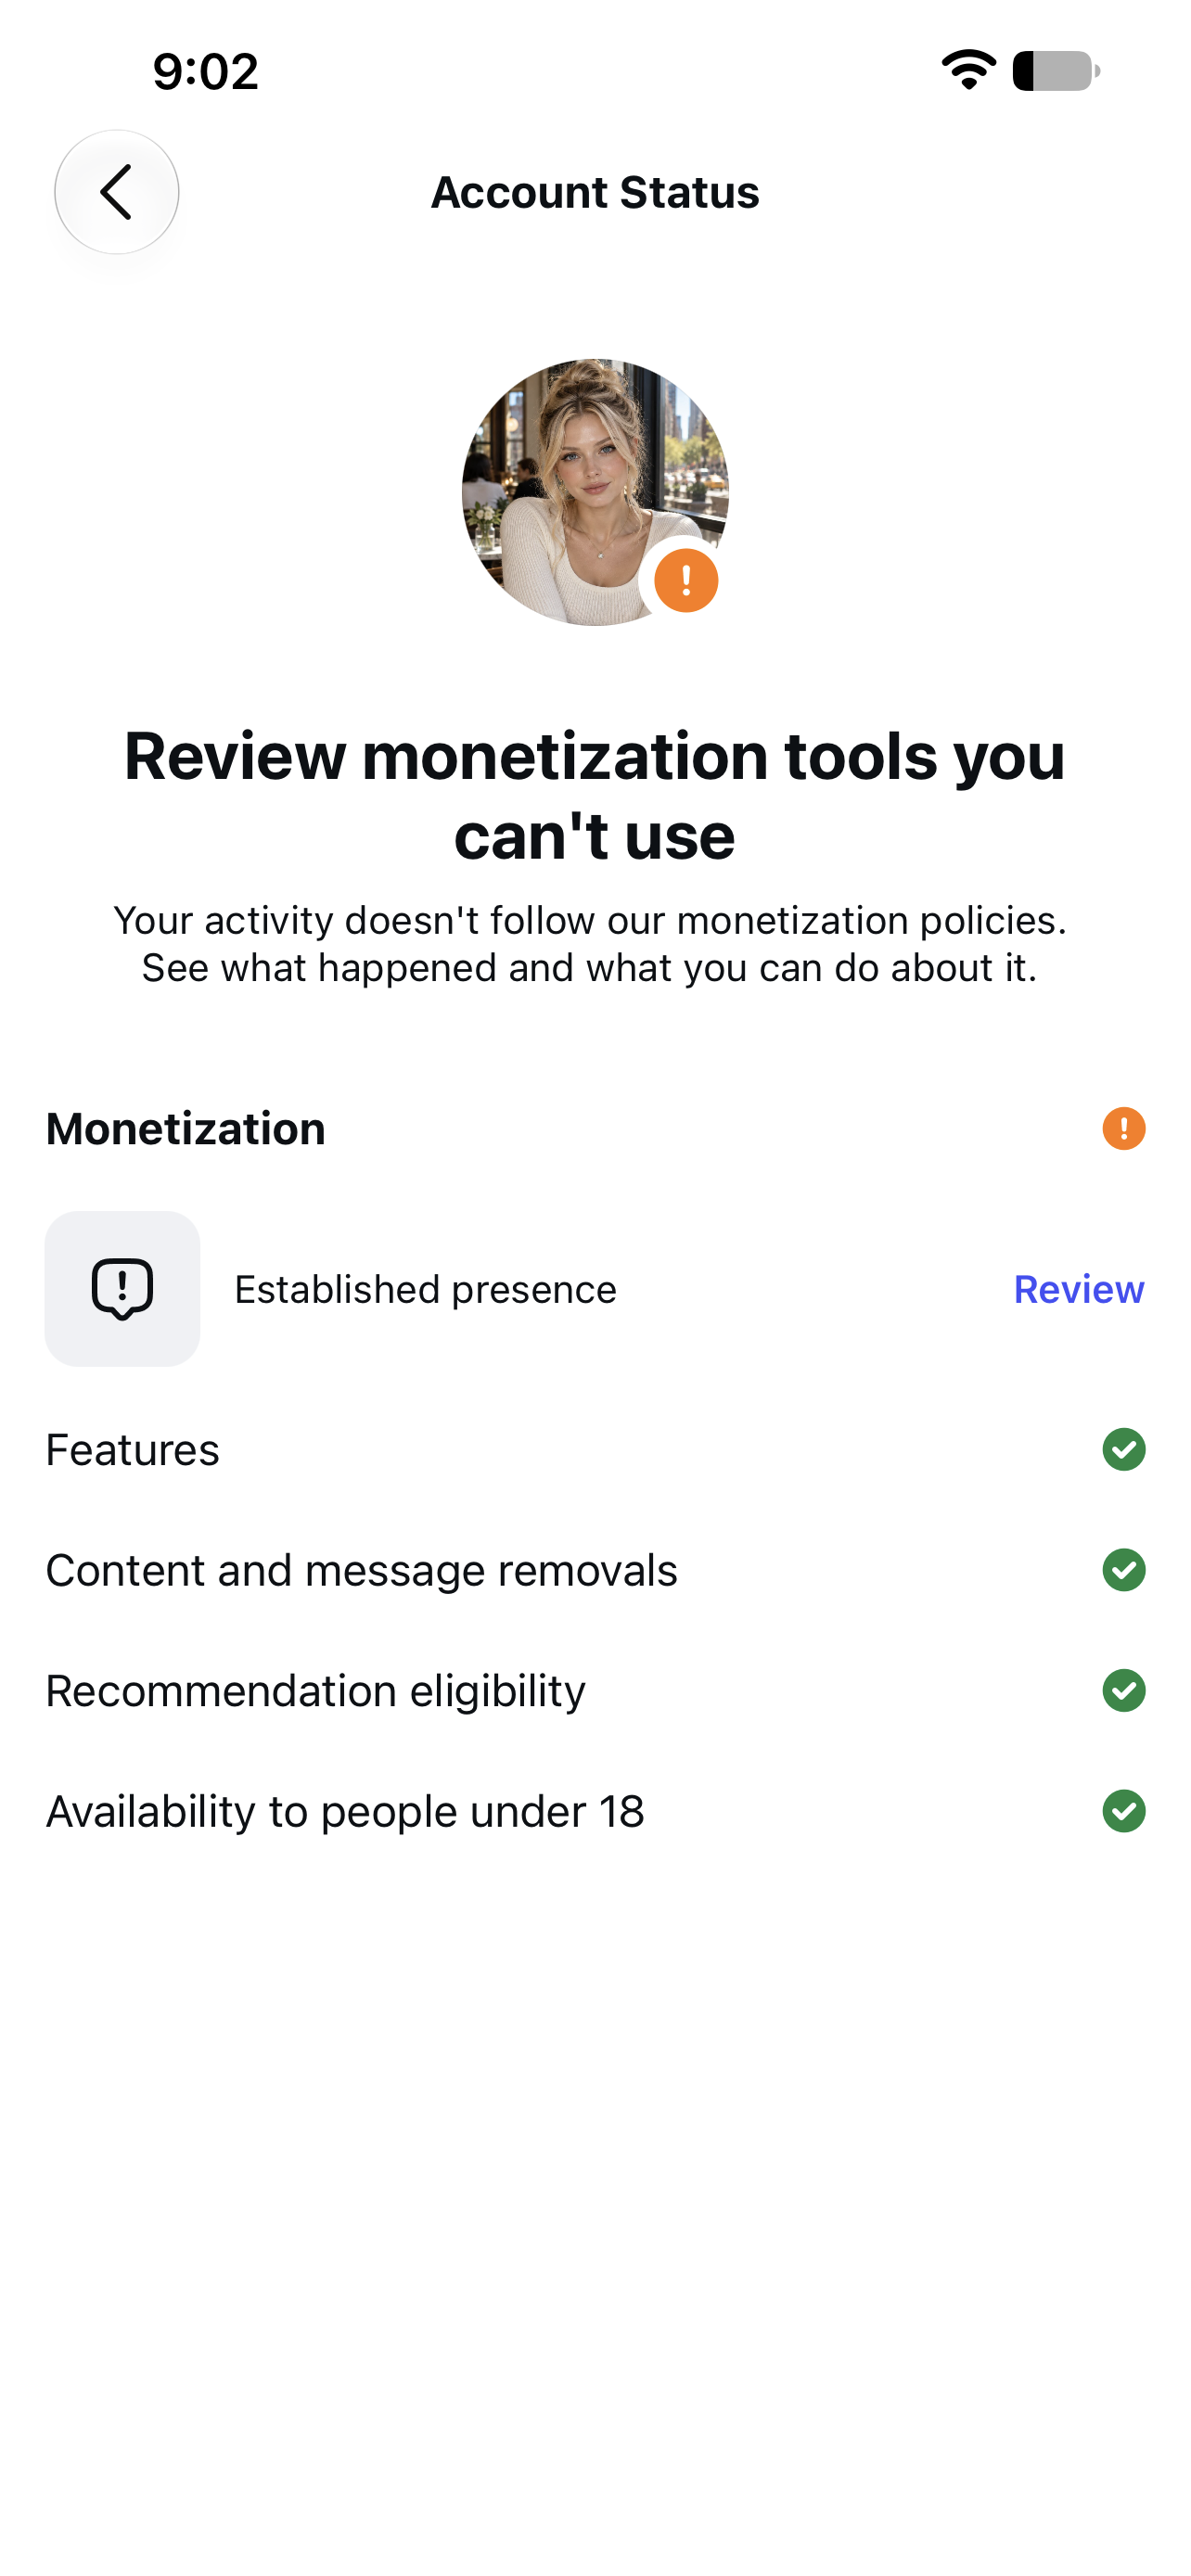 9:02
Account Status
Review monetization tools you
can't use
Your activity doesn't follow our monetization policies.
See what happened and what you can do about it.
Monetization
Established presence
Review
Features
Content and message removals
Recommendation eligibility
Availability to people under 18